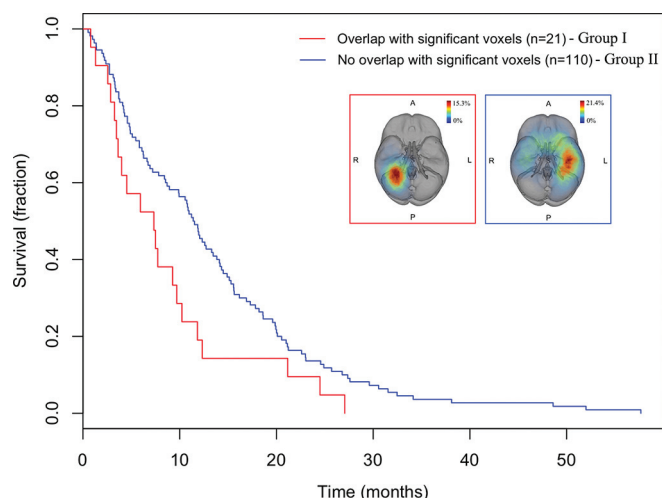 Overlap with significant voxels (n=21) - Group I
No overlap with significant voxels (n=110) - Group II
A
15.3%
0%
R
L
P
A
21.4%
0%
R
L
P
Survival (fraction)
1.0
0.8
0.6
0.4
0.2
0.0
0
10
20
30
40
50
Time (months)